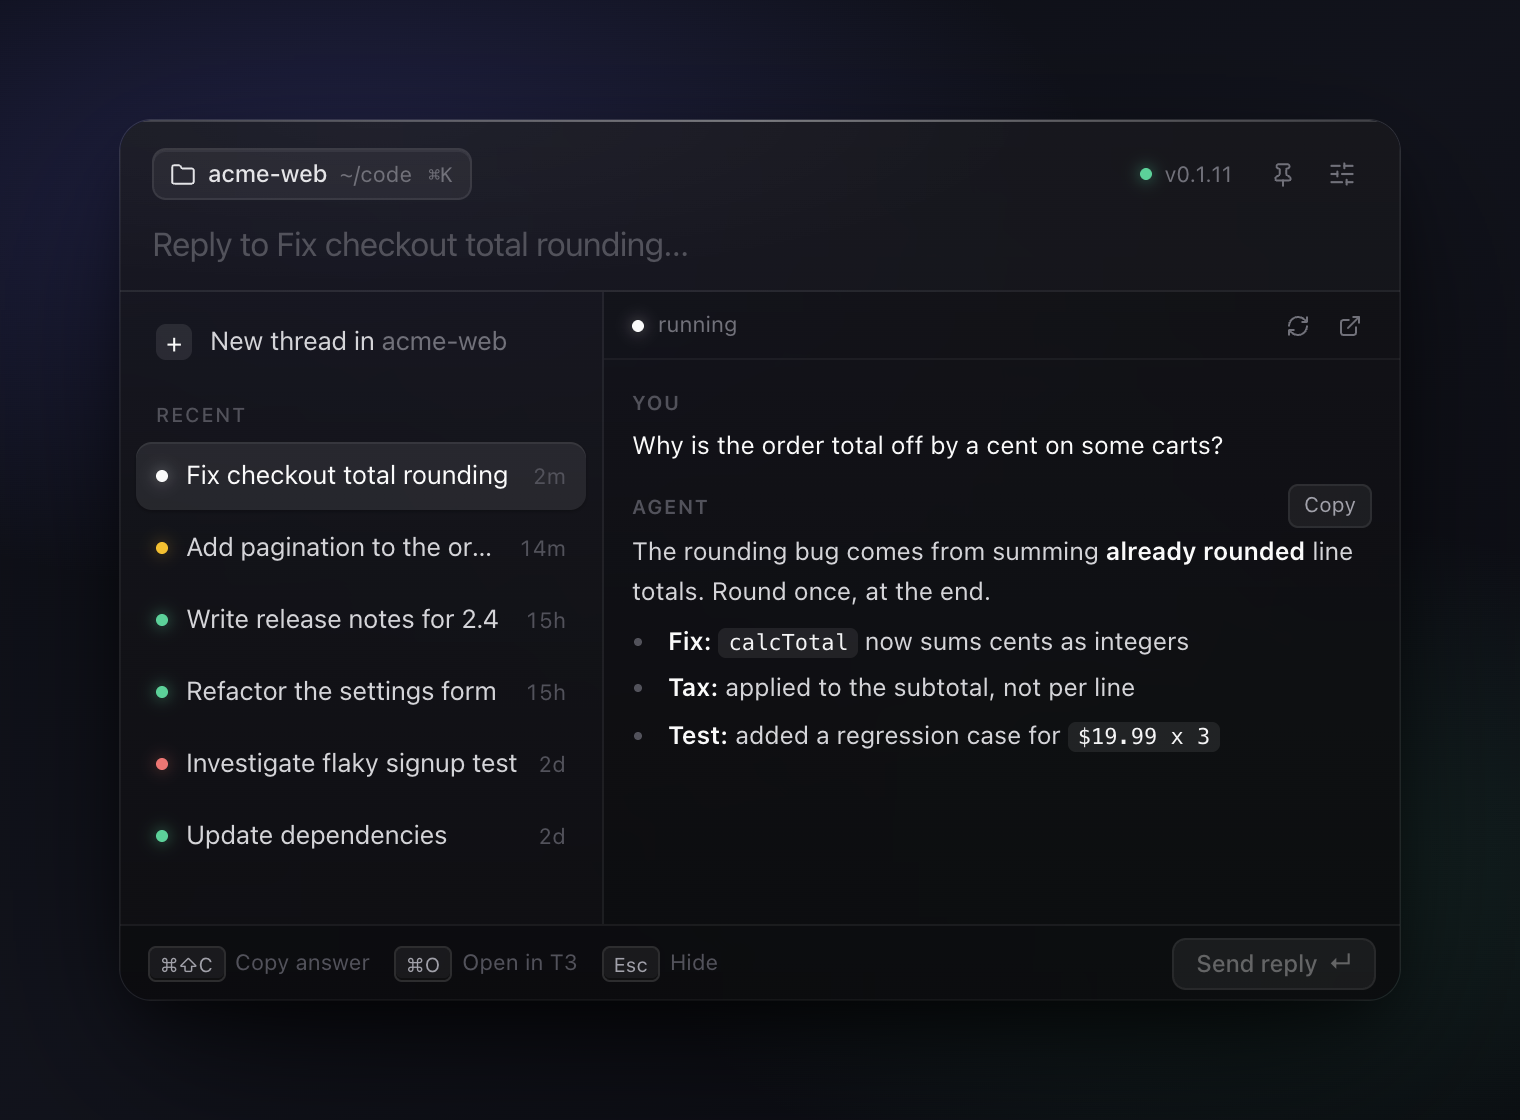 acme-web ~/code ⌘K
v0.1.11
Reply to Fix checkout total rounding...
+ New thread in acme-web
RECENT
Fix checkout total rounding 2m
Add pagination to the or... 14m
Write release notes for 2.4 15h
Refactor the settings form 15h
Investigate flaky signup test 2d
Update dependencies 2d
running
YOU
Why is the order total off by a cent on some carts?
AGENT
Copy
The rounding bug comes from summing already rounded line
totals. Round once, at the end.
• Fix: calcTotal now sums cents as integers
• Tax: applied to the subtotal, not per line
• Test: added a regression case for $19.99 x 3
⌘⇧C Copy answer ⌘O Open in T3 Esc Hide
Send reply ↵